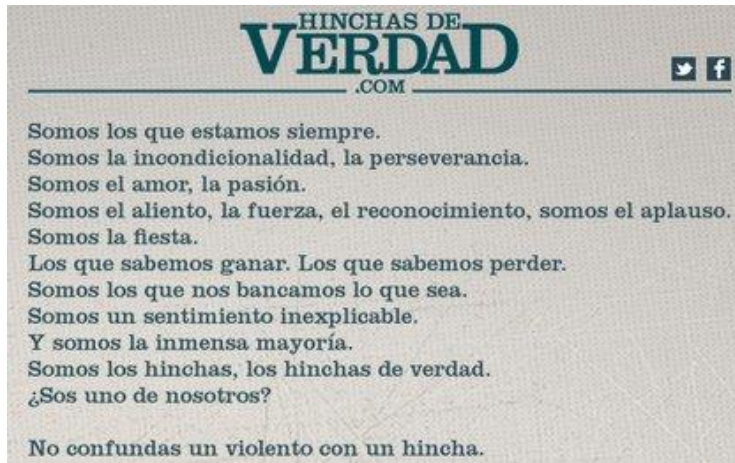 HINCHAS DE
VERDAD
.COM
Somos los que estamos siempre.
Somos la incondicionalidad, la perseverancia.
Somos el amor, la pasión.
Somos el aliento, la fuerza, el reconocimiento, somos el aplauso.
Somos la fiesta.
Los que sabemos ganar. Los que sabemos perder.
Somos los que nos bancamos lo que sea.
Somos un sentimiento inexplicable.
Y somos la inmensa mayoría.
Somos los hinchas, los hinchas de verdad.
¿Sos uno de nosotros?
No confundas un violento con un hincha.